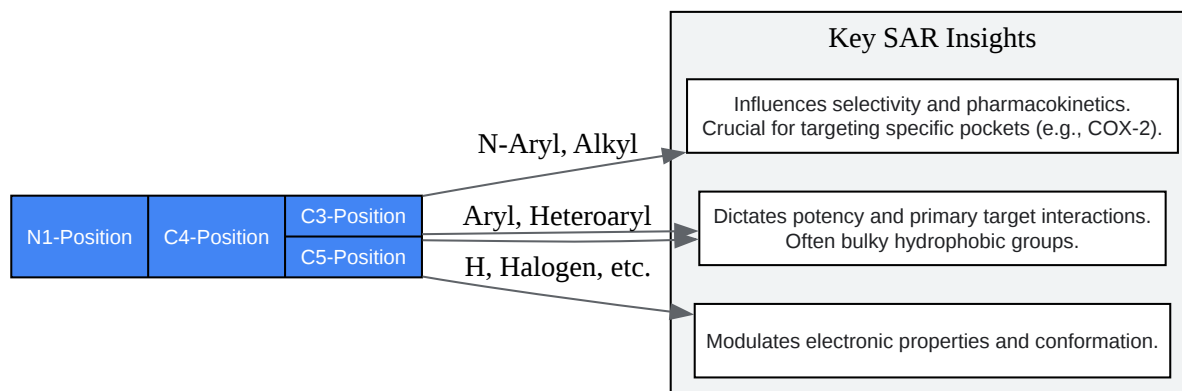 Key SAR Insights
Influences selectivity and pharmacokinetics.
Crucial for targeting specific pockets (e.g., COX-2).
N-Aryl, Alkyl
N1-Position
C4-Position
C3-Position
C5-Position
Aryl, Heteroaryl
Dictates potency and primary target interactions.
Often bulky hydrophobic groups.
H, Halogen, etc.
Modulates electronic properties and conformation.